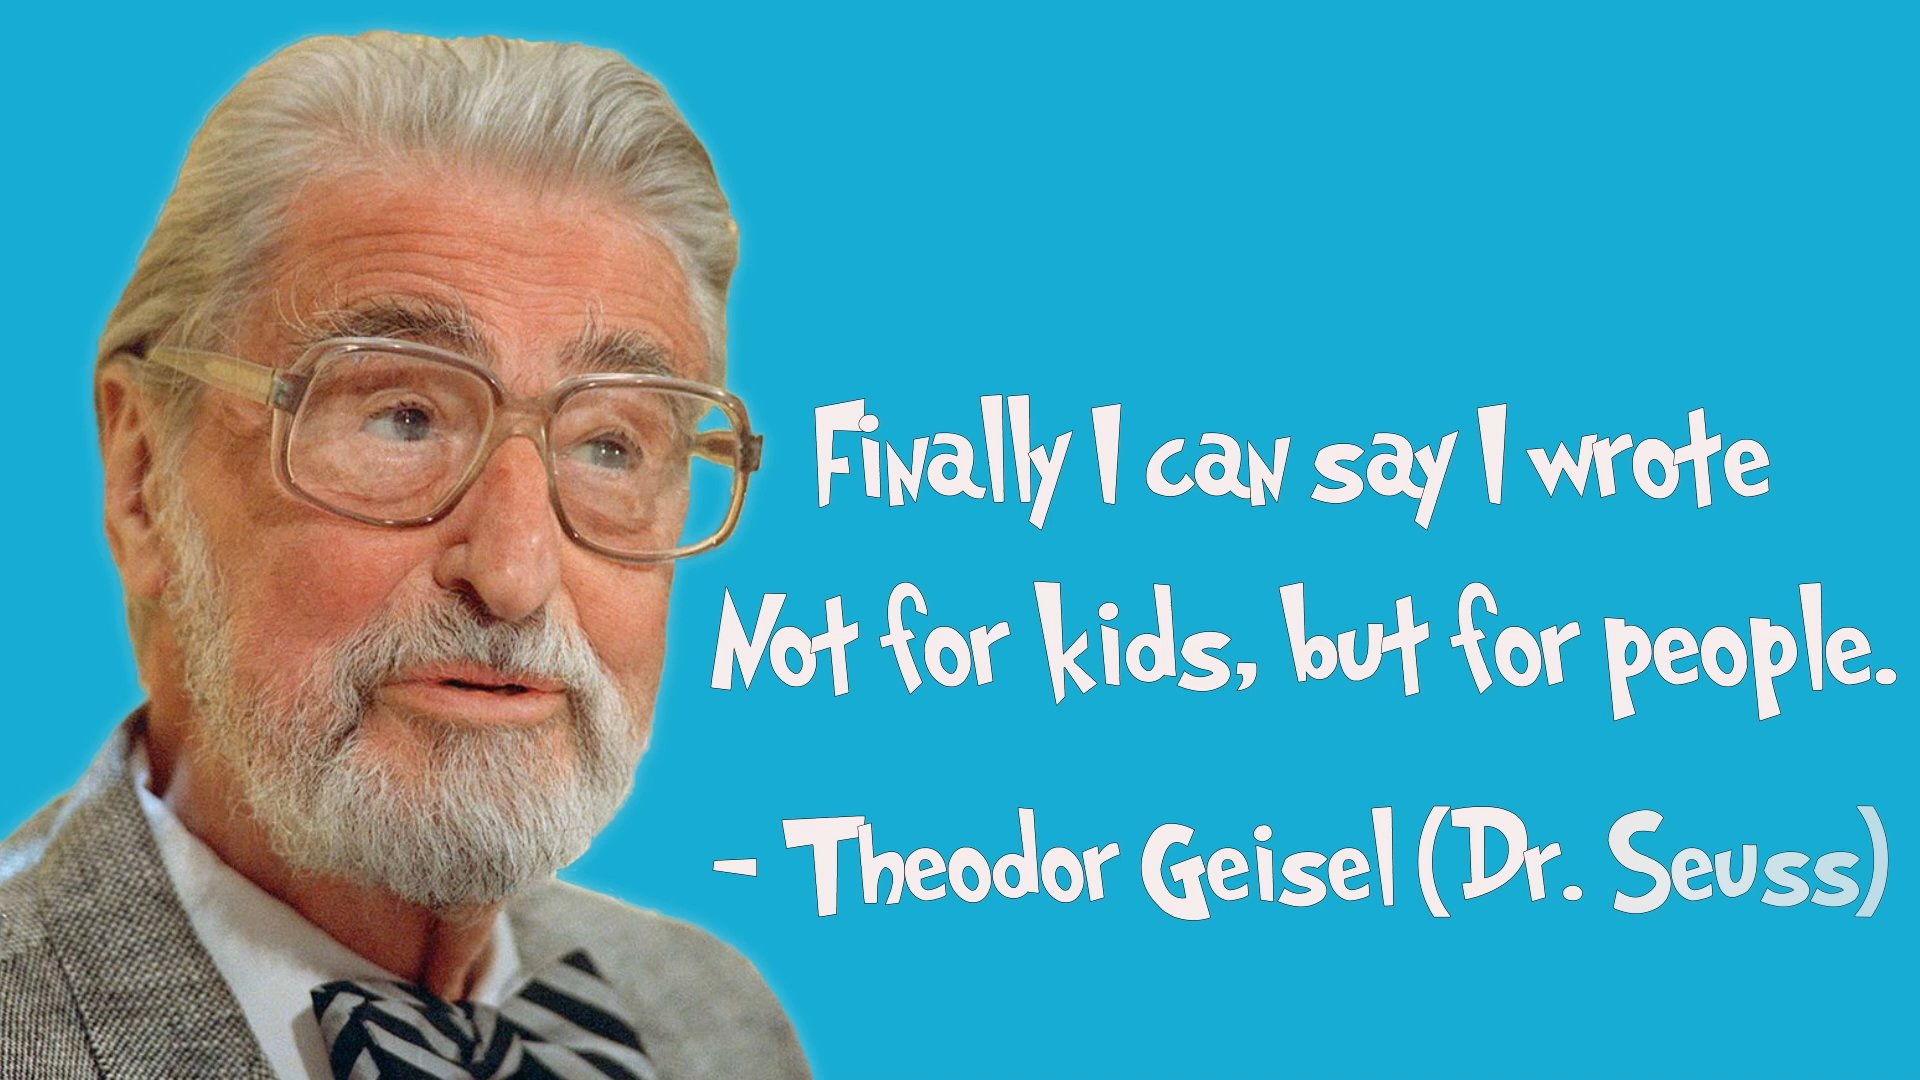 Finally I can say I wrote
Not for kids, but for people.
- Theodor Geisel (Dr. Seuss)